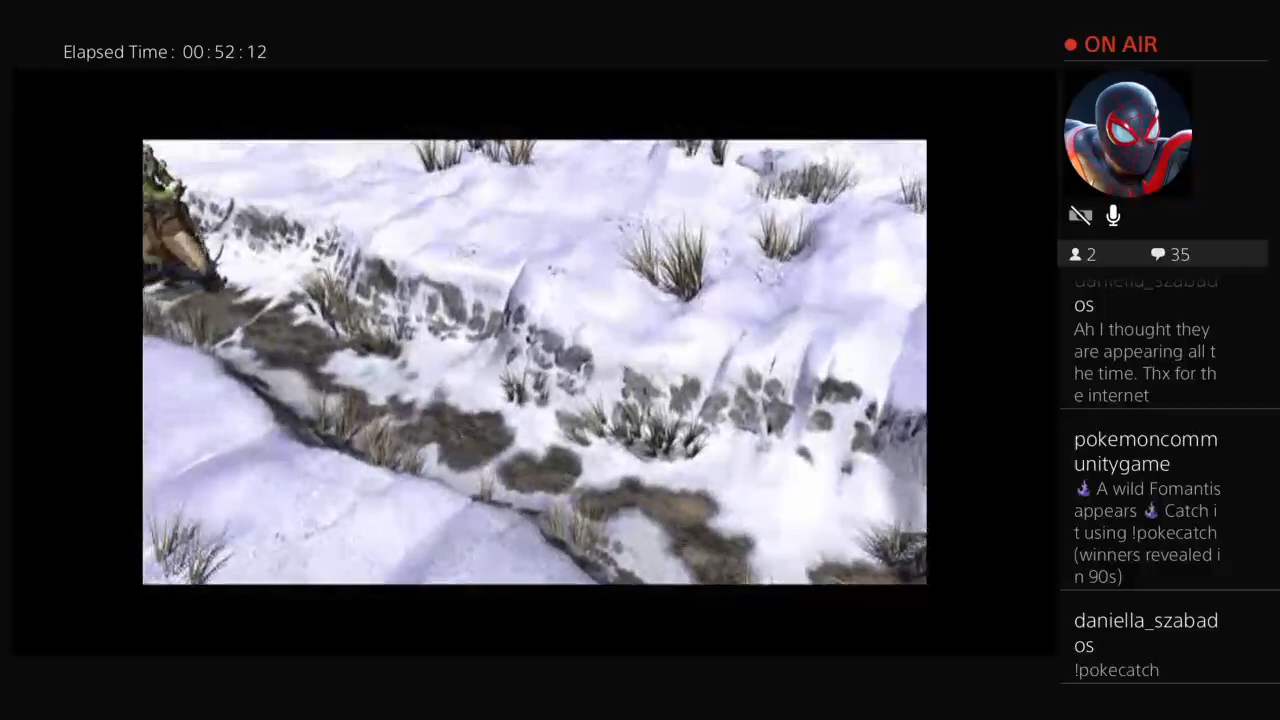 Elapsed Time: 00:52:12
ON AIR
2 35
daniella_szabad
os
Ah I thought they
are appearing all t
he time. Thx for th
e internet
pokemoncomm
unitygame
A wild Fomantis
appears Catch i
t using !pokecatch
(winners revealed i
n 90s)
daniella_szabad
os
!pokecatch